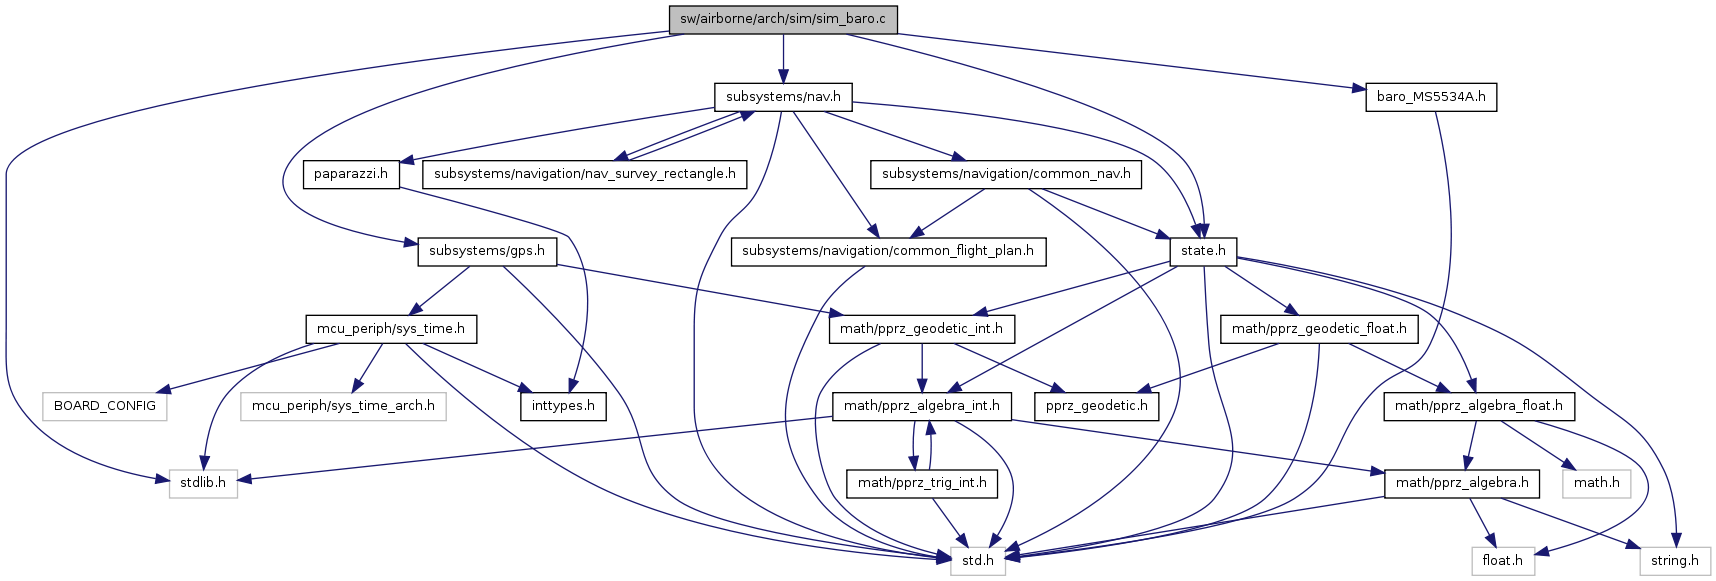 sw/airborne/arch/sim/sim_baro.c
subsystems/nav.h
baro_MS5534A.h
paparazzi.h
subsystems/navigation/nav_survey_rectangle.h
subsystems/navigation/common_nav.h
subsystems/gps.h
subsystems/navigation/common_flight_plan.h
state.h
mcu_periph/sys_time.h
math/pprz_geodetic_int.h
math/pprz_geodetic_float.h
BOARD_CONFIG
mcu_periph/sys_time_arch.h
inttypes.h
math/pprz_algebra_int.h
pprz_geodetic.h
math/pprz_algebra_float.h
stdlib.h
math/pprz_trig_int.h
math/pprz_algebra.h
math.h
std.h
float.h
string.h